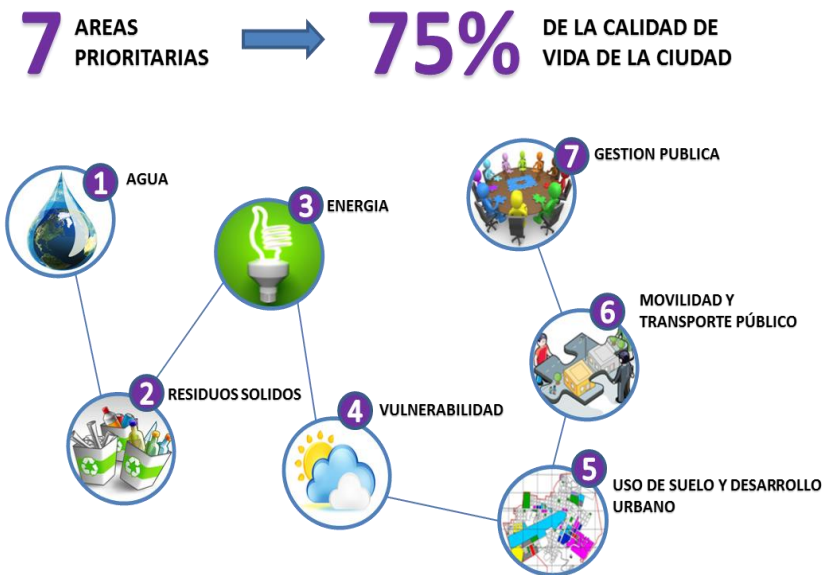 7 AREAS
PRIORITARIAS
75% DE LA CALIDAD DE
VIDA DE LA CIUDAD
1 AGUA
2 RESIDUOS SOLIDOS
3 ENERGIA
4 VULNERABILIDAD
5 USO DE SUELO Y DESARROLLO
URBANO
6 MOVILIDAD Y
TRANSPORTE PÚBLICO
7 GESTION PUBLICA